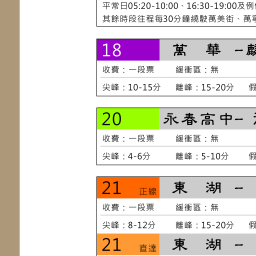 平常日05:20-10:00、16:30-19:00及例
其餘時段往程每30分鐘繞駛萬美街、萬寧
18 萬 華 – 麟
收費：一段票 緩衝區：無
尖峰：10-15分 離峰：15-20分 假
20 永春高中–
收費：一段票 緩衝區：無
尖峰：4-6分 離峰：5-10分 假
21 正線 東 湖 –
收費：一段票 緩衝區：無
尖峰：8-12分 離峰：15-20分 假
21 直達 東 湖 –